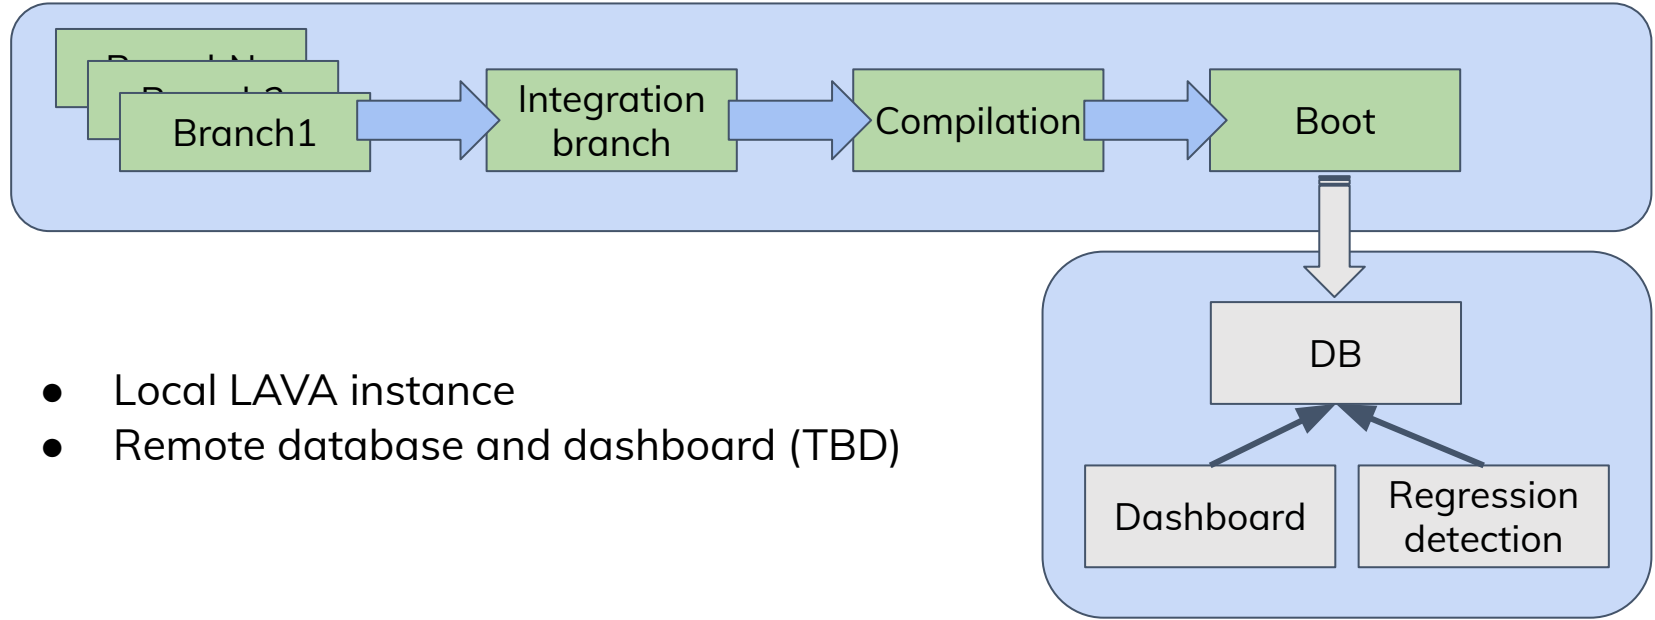 Branch1
Integration
branch
Compilation
Boot
DB
● Local LAVA instance
● Remote database and dashboard (TBD)
Dashboard
Regression
detection